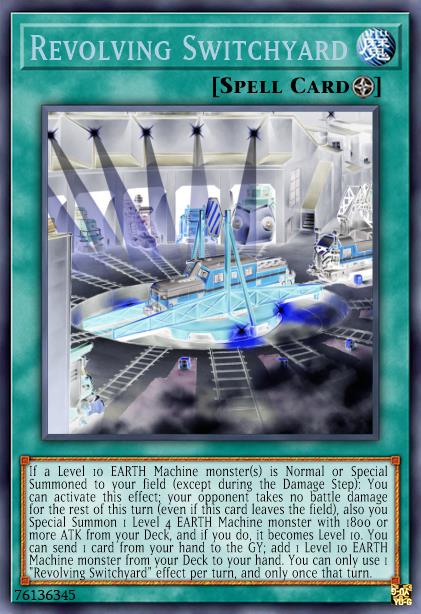 Revolving Switchyard
魔
[Spell Card]
If a Level 10 EARTH Machine monster(s) is Normal or Special
Summoned to your field (except during the Damage Step): You
can activate this effect; your opponent takes no battle damage
for the rest of this turn (even if this card leaves the field), also you
Special Summon 1 Level 4 EARTH Machine monster with 1800 or
more ATK from your Deck, and if you do, it becomes Level 10. You
can send 1 card from your hand to the GY; add 1 Level 10 EARTH
Machine monster from your Deck to your hand. You can only use 1
"Revolving Switchyard" effect per turn, and only once that turn.
76136345